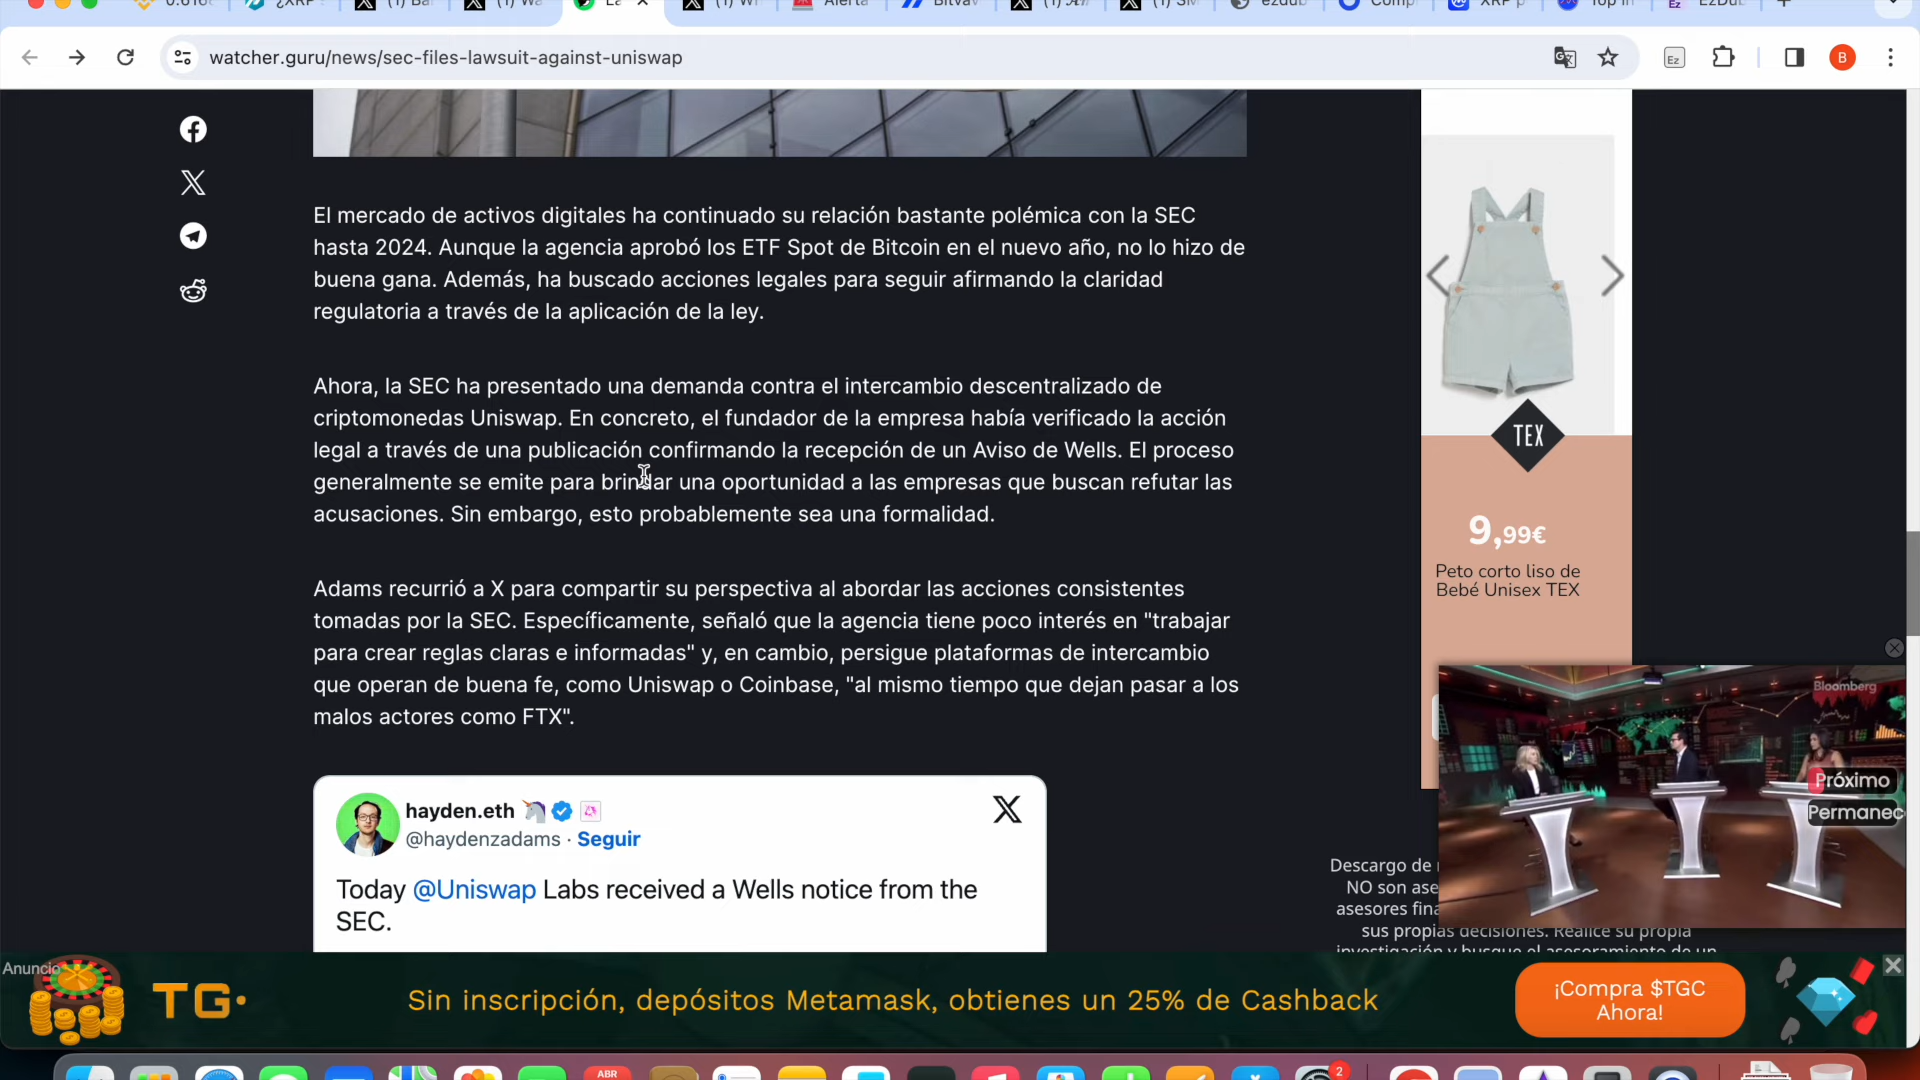 watcher.guru/news/sec-files-lawsuit-against-uniswap
Ez
B
El mercado de activos digitales ha continuado su relación bastante polémica con la SEC
hasta 2024. Aunque la agencia aprobó los ETF Spot de Bitcoin en el nuevo año, no lo hizo de
buena gana. Además, ha buscado acciones legales para seguir afirmando la claridad
regulatoria a través de la aplicación de la ley.
Ahora, la SEC ha presentado una demanda contra el intercambio descentralizado de
criptomonedas Uniswap. En concreto, el fundador de la empresa había verificado la acción
legal a través de una publicación confirmando la recepción de un Aviso de Wells. El proceso
generalmente se emite para brindar una oportunidad a las empresas que buscan refutar las
acusaciones. Sin embargo, esto probablemente sea una formalidad.
Adams recurrió a X para compartir su perspectiva al abordar las acciones consistentes
tomadas por la SEC. Específicamente, señaló que la agencia tiene poco interés en "trabajar
para crear reglas claras e informadas" y, en cambio, persigue plataformas de intercambio
que operan de buena fe, como Uniswap o Coinbase, "al mismo tiempo que dejan pasar a los
malos actores como FTX".
hayden.eth
@haydenzadams · Seguir
Today @Uniswap Labs received a Wells notice from the
SEC.
TEX
9,99€
Peto corto liso de
Bebé Unisex TEX
Bloomberg
Próximo
Permanec
Descargo de
NO son ase
asesores fina
sus propias decisiones. Realice su propia
investigación y busque el asesoramiento de un
Anuncio
TG
Sin inscripción, depósitos Metamask, obtienes un 25% de Cashback
¡Compra $TGC
Ahora!
ABR
2